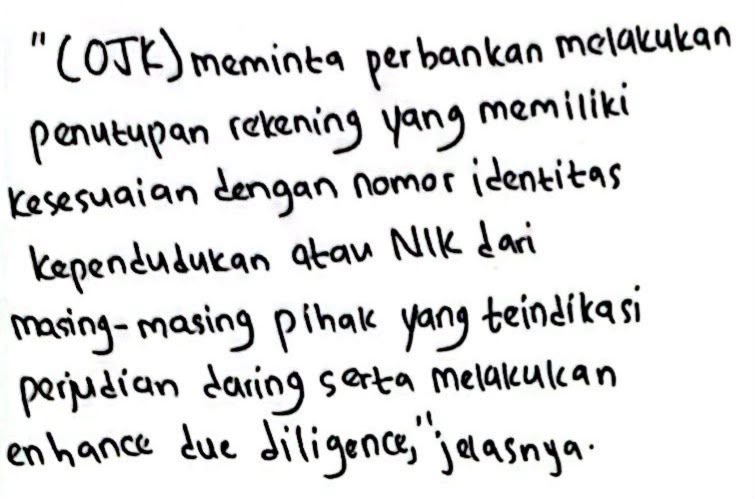 "(OJK) meminta perbankan melakukan
penutupan rekening yang memiliki
kesesuaian dengan nomor identitas
kependudukan atau NIK dari
masing-masing pihak yang teindikasi
perjudian daring serta melakukan
enhance due diligence," jelasnya.